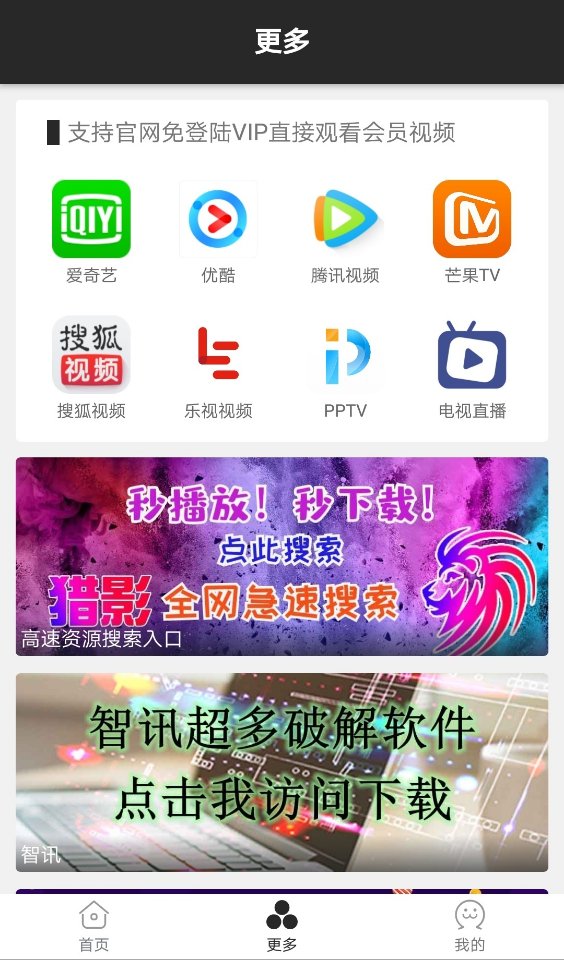 更多
支持官网免登陆VIP直接观看会员视频
iQIYI
爱奇艺
优酷
腾讯视频
芒果TV
搜狐
视频
搜狐视频
乐视视频
PPTV
电视直播
秒播放！秒下载！
点此搜索
猎影 全网急速搜索
高速资源搜索入口
智讯超多破解软件
点击我访问下载
智讯
首页
更多
我的